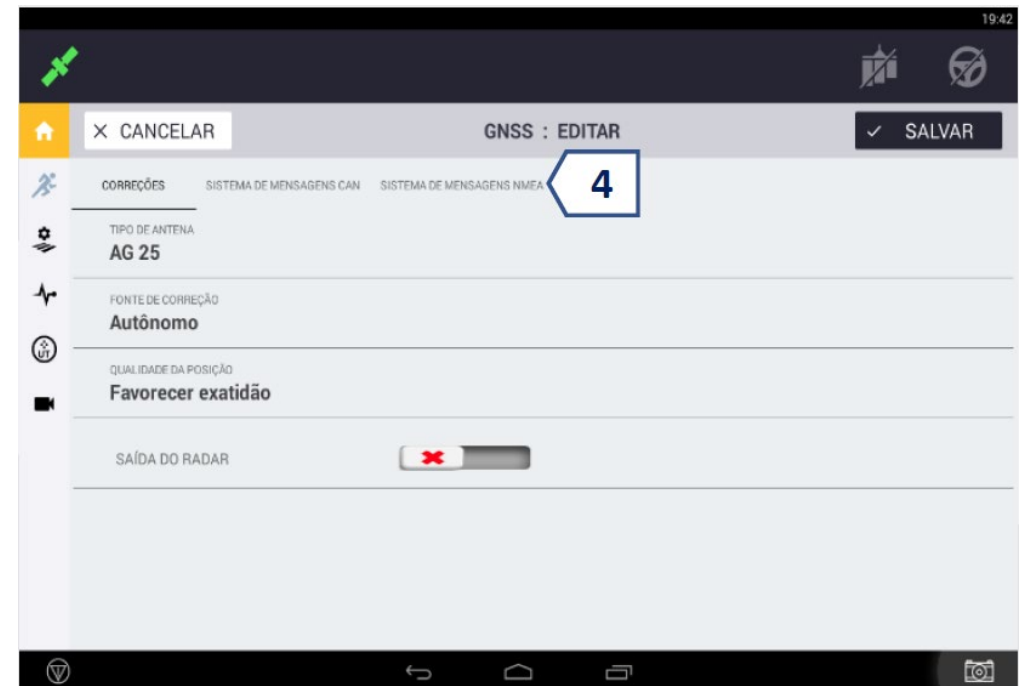 19:42
CANCELAR
GNSS : EDITAR
SALVAR
CORREÇÕES
SISTEMA DE MENSAGENS CAN
SISTEMA DE MENSAGENS NMEA
4
TIPO DE ANTENA
AG 25
FONTE DE CORREÇÃO
Autônomo
UT
QUALIDADE DA POSIÇÃO
Favorecer exatidão
SAÍDA DO RADAR